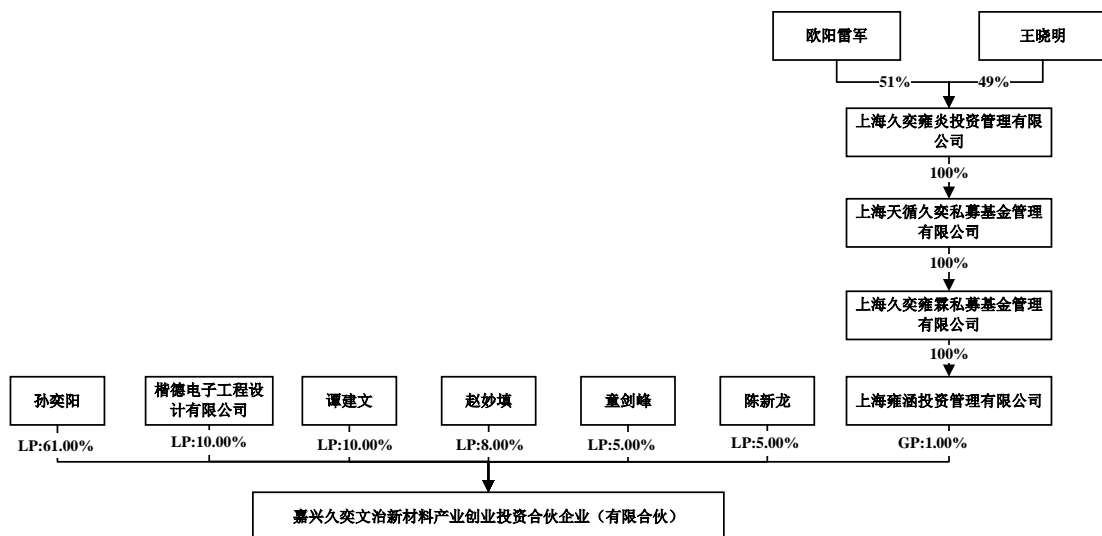 欧阳雷军
王晓明
51%
49%
上海久奕雍炎投资管理有限
公司
100%
上海天循久奕私募基金管理
有限公司
100%
上海久奕雍霖私募基金管理
有限公司
100%
孙奕阳
楷德电子工程设
计有限公司
谭建文
赵妙填
童剑峰
陈新龙
上海雍涵投资管理有限公司
LP:61.00%
LP:10.00%
LP:10.00%
LP:8.00%
LP:5.00%
LP:5.00%
GP:1.00%
嘉兴久奕文治新材料产业创业投资合伙企业（有限合伙）